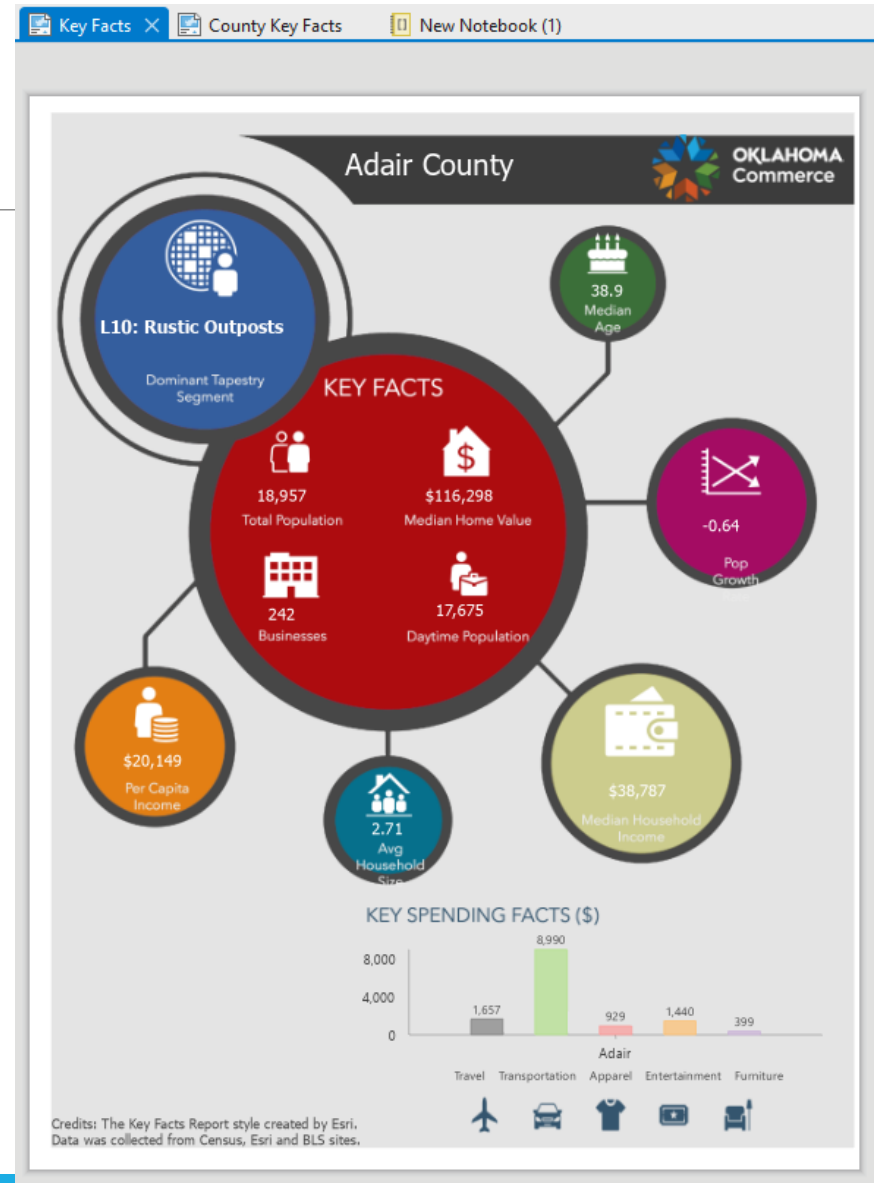 Key Facts
County Key Facts
New Notebook (1)
Adair County
OKLAHOMA
Commerce
L10: Rustic Outposts
Dominant Tapestry
Segment
38.9
Median
Age
KEY FACTS
18,957
Total Population
$116,298
Median Home Value
242
Businesses
17,675
Daytime Population
-0.64
Pop
Growth
$20,149
Per Capita
Income
2.71
Avg
Household
Size
$38,787
Median Household
Income
KEY SPENDING FACTS ($)
8,000
4,000
0
1,657
8,990
929
1,440
399
Adair
Travel Transportation Apparel Entertainment Furniture
Credits: The Key Facts Report style created by Esri.
Data was collected from Census, Esri and BLS sites.